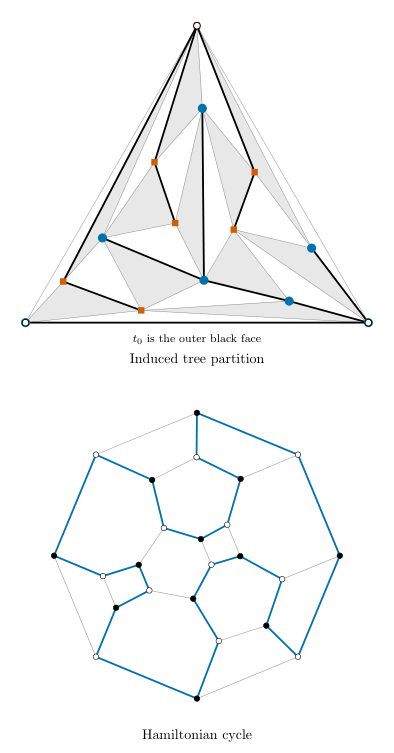 t₀ is the outer black face
Induced tree partition
Hamiltonian cycle